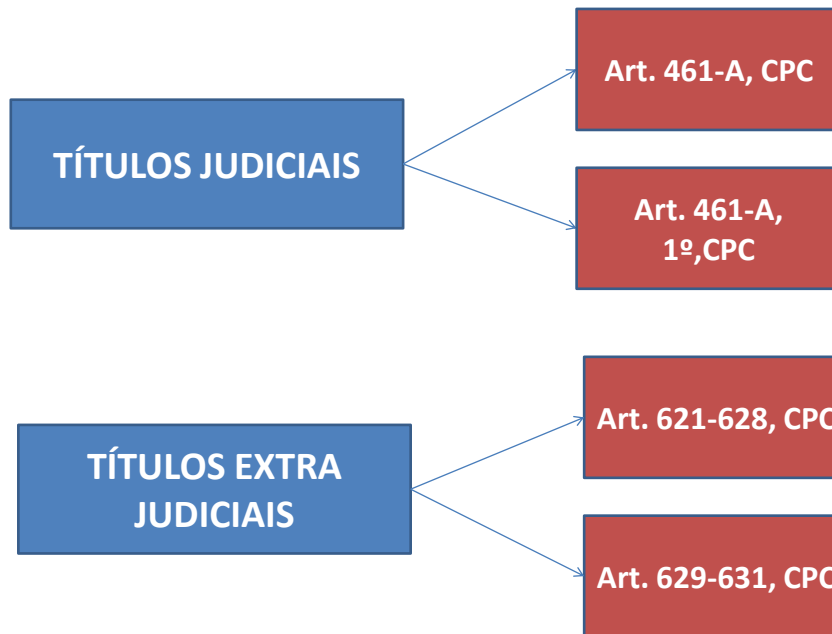 TÍTULOS JUDICIAIS
Art. 461-A, CPC
Art. 461-A,
1º,CPC
TÍTULOS EXTRA
JUDICIAIS
Art. 621-628, CPC
Art. 629-631, CPC